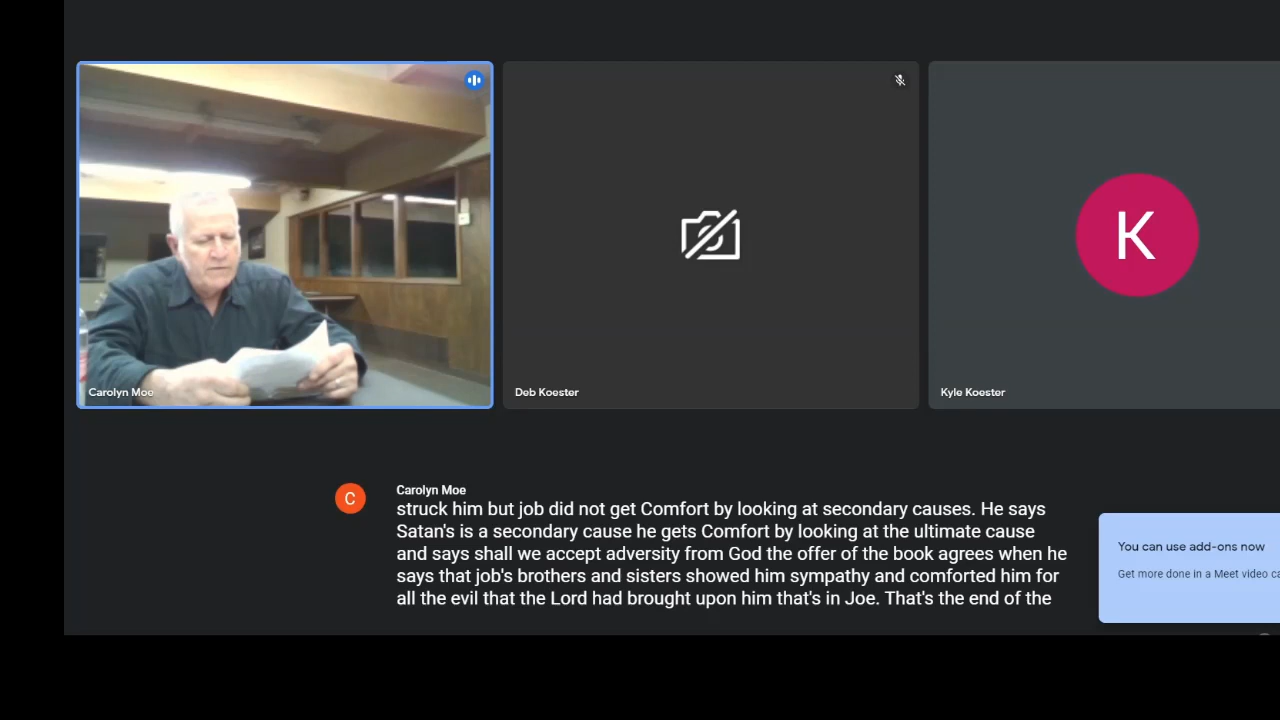 Carolyn Moe
Deb Koester
K
Kyle Koester
C
Carolyn Moe
struck him but job did not get Comfort by looking at secondary causes. He says
Satan's is a secondary cause he gets Comfort by looking at the ultimate cause
and says shall we accept adversity from God the offer of the book agrees when he
says that job's brothers and sisters showed him sympathy and comforted him for
all the evil that the Lord had brought upon him that's in Joe. That's the end of the
You can use add-ons now
Get more done in a Meet video ca